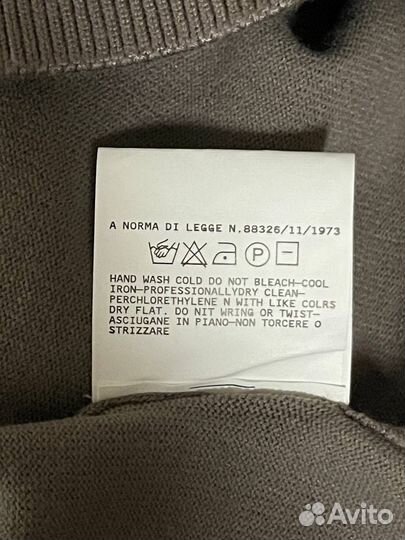 A NORMA DI LEGGE N.88326/11/1973
P
HAND WASH COLD DO NOT BLEACH—COOL
IRON—PROFESSIONALLYDRY CLEAN—
PERCHLORETHYLENE N WITH LIKE COLRS
DRY FLAT. DO NIT WRING OR TWIST—
ASCIUGANE IN PIANO—NON TORCERE O
STRIZZARE
Avito